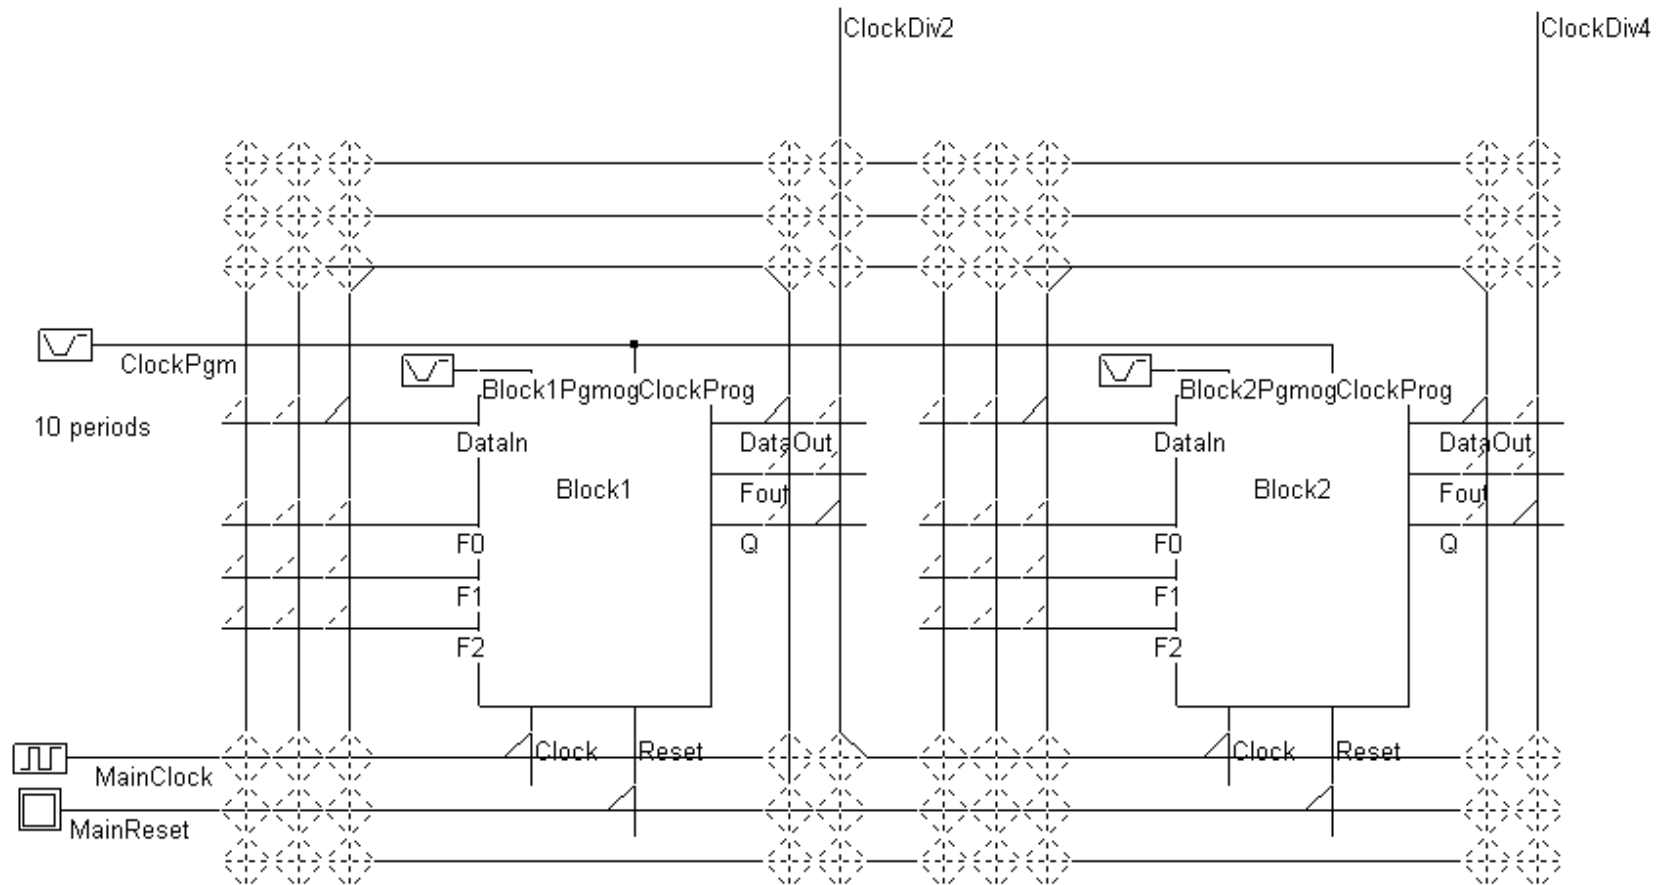 ClockDiv2
ClockDiv4
ClockPgm
Block1PgmogClockProg
Block2PgmogClockProg
10 periods
DataIn
DataOut
DataIn
DataOut
Block1
Fout
Block2
Fout
F0
Q
F0
Q
F1
F1
F2
F2
Clock
Reset
Clock
Reset
MainClock
MainReset